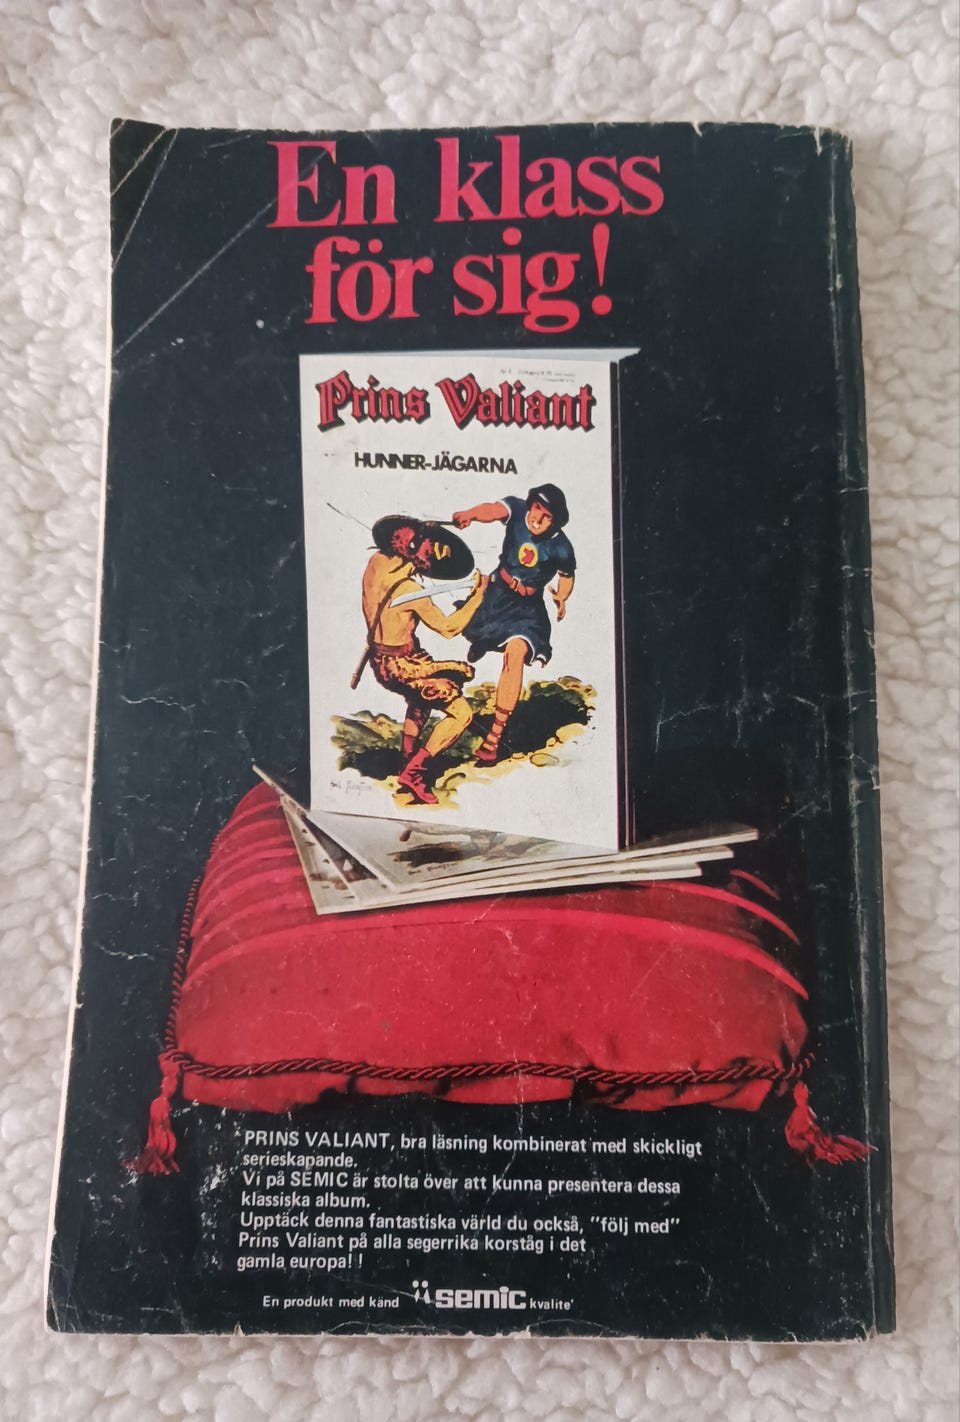 En klass
för sig!
Prins Valiant
HUNNER-JÄGARNA
PRINS VALIANT, bra läsning kombinerat med skickligt
serieskapande.
Vi på SEMIC är stolta över att kunna presentera dessa
klassiska album.
Upptäck denna fantastiska värld du också, "följ med"
Prins Valiant på alla segerrika korståg i det
gamla europa! !
En produkt med känd semic kvalite'